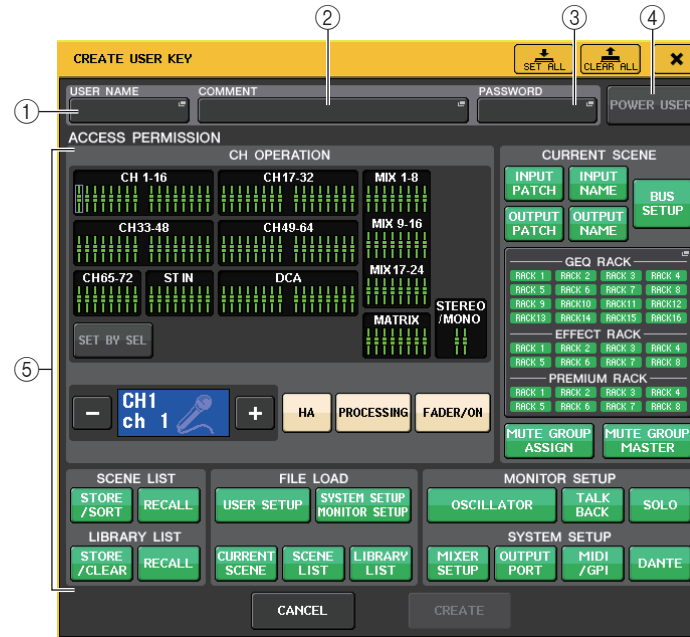 ② ③ ④
CREATE USER KEY SET ALL CLEAR ALL
USER NAME COMMENT PASSWORD
① POWER USER
ACCESS PERMISSION
⑤
CH OPERATION
CH 1-16 CH17-32 MIX 1-8
CH33-48 CH49-64 MIX 9-16
CH65-72 ST IN DCA MIX17-24
STEREO
/MONO
MATRIX
SET BY SEL
− CH1
ch 1 +
HA PROCESSING FADER/ON
CURRENT SCENE
INPUT
PATCH
INPUT
NAME
BUS
SETUP
OUTPUT
PATCH
OUTPUT
NAME
GEQ RACK
RACK 1 RACK 2 RACK 3 RACK 4
RACK 5 RACK 6 RACK 7 RACK 8
RACK 9 RACK10 RACK11 RACK12
RACK13 RACK14 RACK15 RACK16
EFFECT RACK
RACK 1 RACK 2 RACK 3 RACK 4
RACK 5 RACK 6 RACK 7 RACK 8
PREMIUM RACK
RACK 1 RACK 2 RACK 3 RACK 4
RACK 5 RACK 6 RACK 7 RACK 8
MUTE GROUP
ASSIGN
MUTE GROUP
MASTER
SCENE LIST
STORE
/SORT
RECALL
LIBRARY LIST
STORE
/CLEAR
RECALL
FILE LOAD
USER SETUP
SYSTEM SETUP
MONITOR SETUP
CURRENT
SCENE
SCENE
LIST
LIBRARY
LIST
MONITOR SETUP
OSCILLATOR
TALK
BACK
SOLO
SYSTEM SETUP
MIXER
SETUP
OUTPUT
PORT
MIDI
/GPI
DANTE
CANCEL CREATE